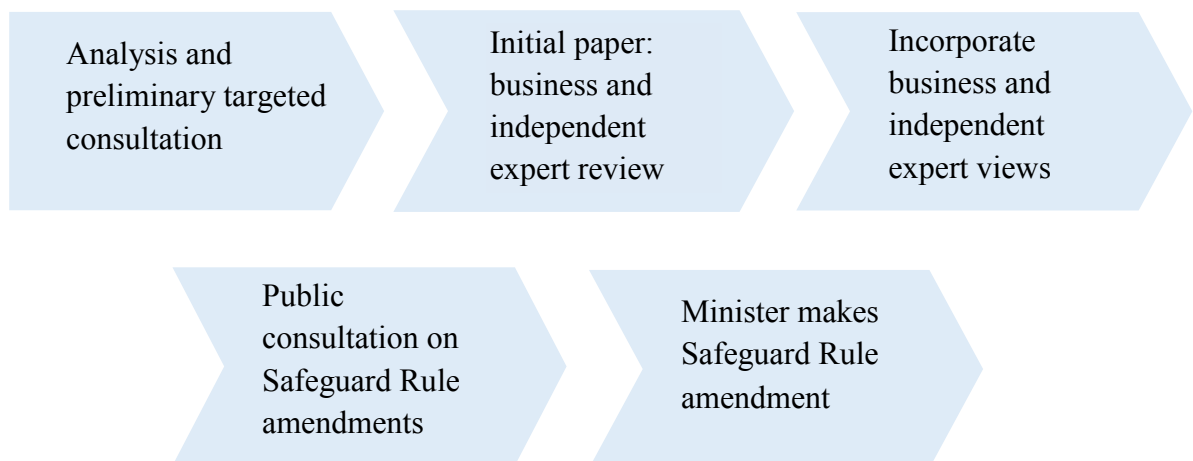 Analysis and
preliminary targeted
consultation
Initial paper:
business and
independent
expert review
Incorporate
business and
independent
expert views
Public
consultation on
Safeguard Rule
amendments
Minister makes
Safeguard Rule
amendment